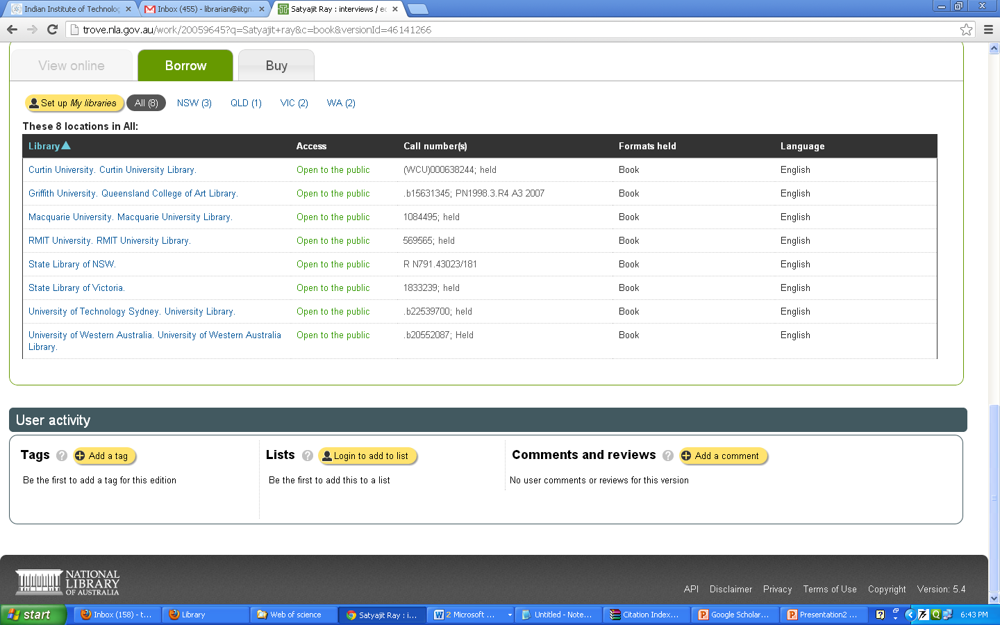 Indian Institute of Technolog
Inbox (455) - librarian@iitgn.
Satyajit Ray : interviews / ed
trove.nla.gov.au/work/20059645?q=Satyajit+ray&c=book&versionId=46141266
View online
Borrow
Buy
Set up My libraries
All (8)
NSW (3)
QLD (1)
VIC (2)
WA (2)
These 8 locations in All:
Library Access Call number(s) Formats held Language
Curtin University. Curtin University Library. Open to the public (WCU)000638244; held Book English
Griffith University. Queensland College of Art Library. Open to the public .b15631345; PN1998.3.R4 A3 2007 Book English
Macquarie University. Macquarie University Library. Open to the public 1084495; held Book English
RMIT University. RMIT University Library. Open to the public 569565; held Book English
State Library of NSW. Open to the public R N791.43023/181 Book English
State Library of Victoria. Open to the public 1833239; held Book English
University of Technology Sydney. University Library. Open to the public .b22539700; held Book English
University of Western Australia. University of Western Australia Open to the public .b20552087; Held Book English
Library.
User activity
Tags ? Add a tag
Be the first to add a tag for this edition
Lists ? Login to add to list
Be the first to add this to a list
Comments and reviews ? Add a comment
No user comments or reviews for this version
NATIONAL
LIBRARY
OF AUSTRALIA
API Disclaimer Privacy Terms of Use Copyright Version: 5.4
start
Inbox (158) - t...
Library
Web of science
Satyajit Ray : i...
2 Microsoft ...
Untitled - Note...
Citation Index...
Google Scholar...
Presentation2 ...
6:43 PM